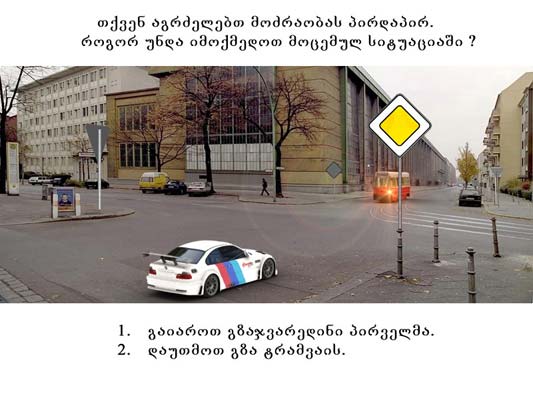 თქვენ აგრძელებთ მოძრაობას პირდაპირ.
როგორ უნდა იმოქმედოთ მოცემულ სიტუაციაში ?
1. გაიაროთ გზაჯვარედინი პირველმა.
2. დაუთმოთ გზა ტრამვაის.